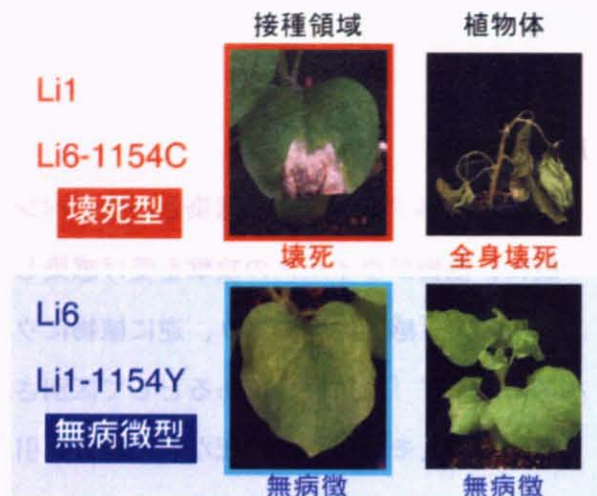 接種領域 植物体
Li1
Li6-1154C
壊死型
壊死 全身壊死
Li6
Li1-1154Y
無病徴型
無病徴 無病徴